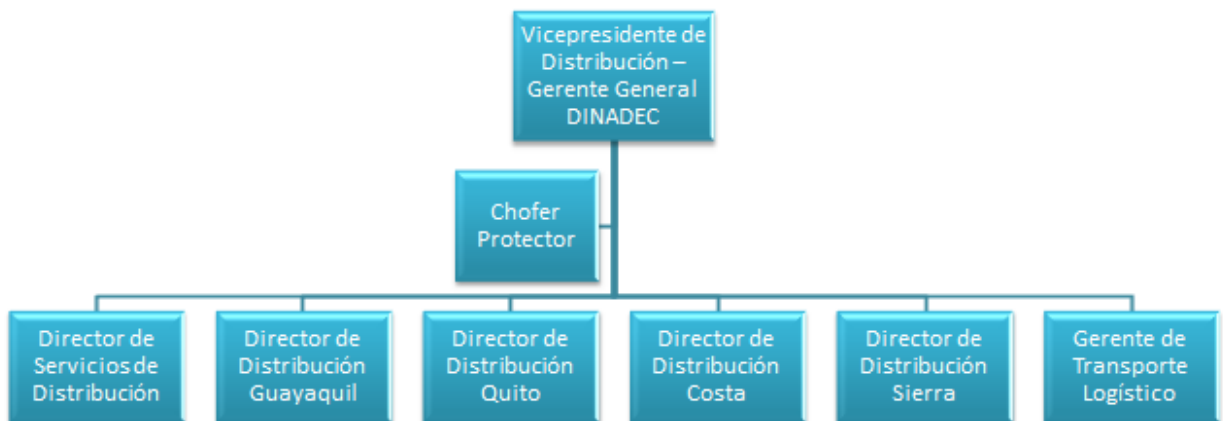 Vicepresidente de
Distribución –
Gerente General
DINADEC
Chofer
Protector
Director de
Servicios de
Distribución
Director de
Distribución
Guayaquil
Director de
Distribución
Quito
Director de
Distribución
Costa
Director de
Distribución
Sierra
Gerente de
Transporte
Logístico